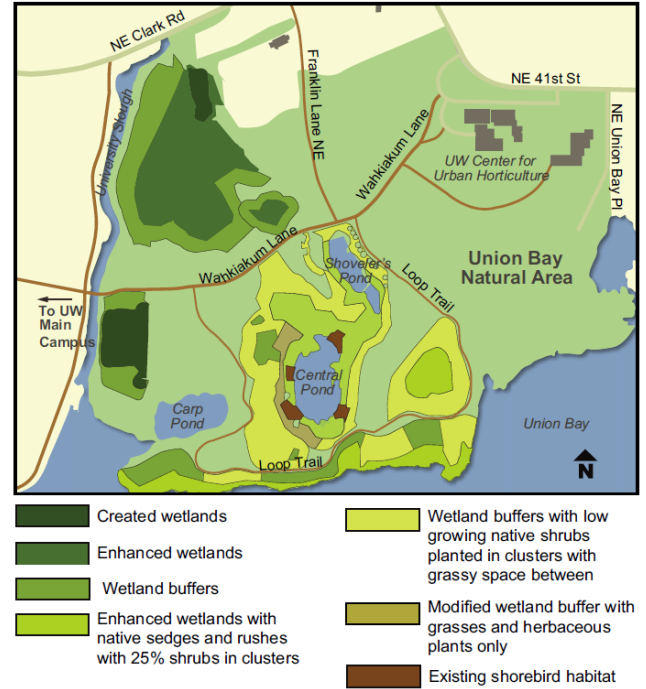 NE Clark Rd
Franklin Lane NE
NE 41st St
University Slough
Wahkiakum Lane
NE Union Bay Pl
UW Center for
Urban Horticulture
Wahkiakum Lane
Shoveler's
Pond
Loop Trail
Union Bay
Natural Area
To UW
Main
Campus
Central
Pond
Carp
Pond
Union Bay
Loop Trail
N
Created wetlands
Enhanced wetlands
Wetland buffers
Enhanced wetlands with
native sedges and rushes
with 25% shrubs in clusters
Wetland buffers with low
growing native shrubs
planted in clusters with
grassy space between
Modified wetland buffer with
grasses and herbaceous
plants only
Existing shorebird habitat